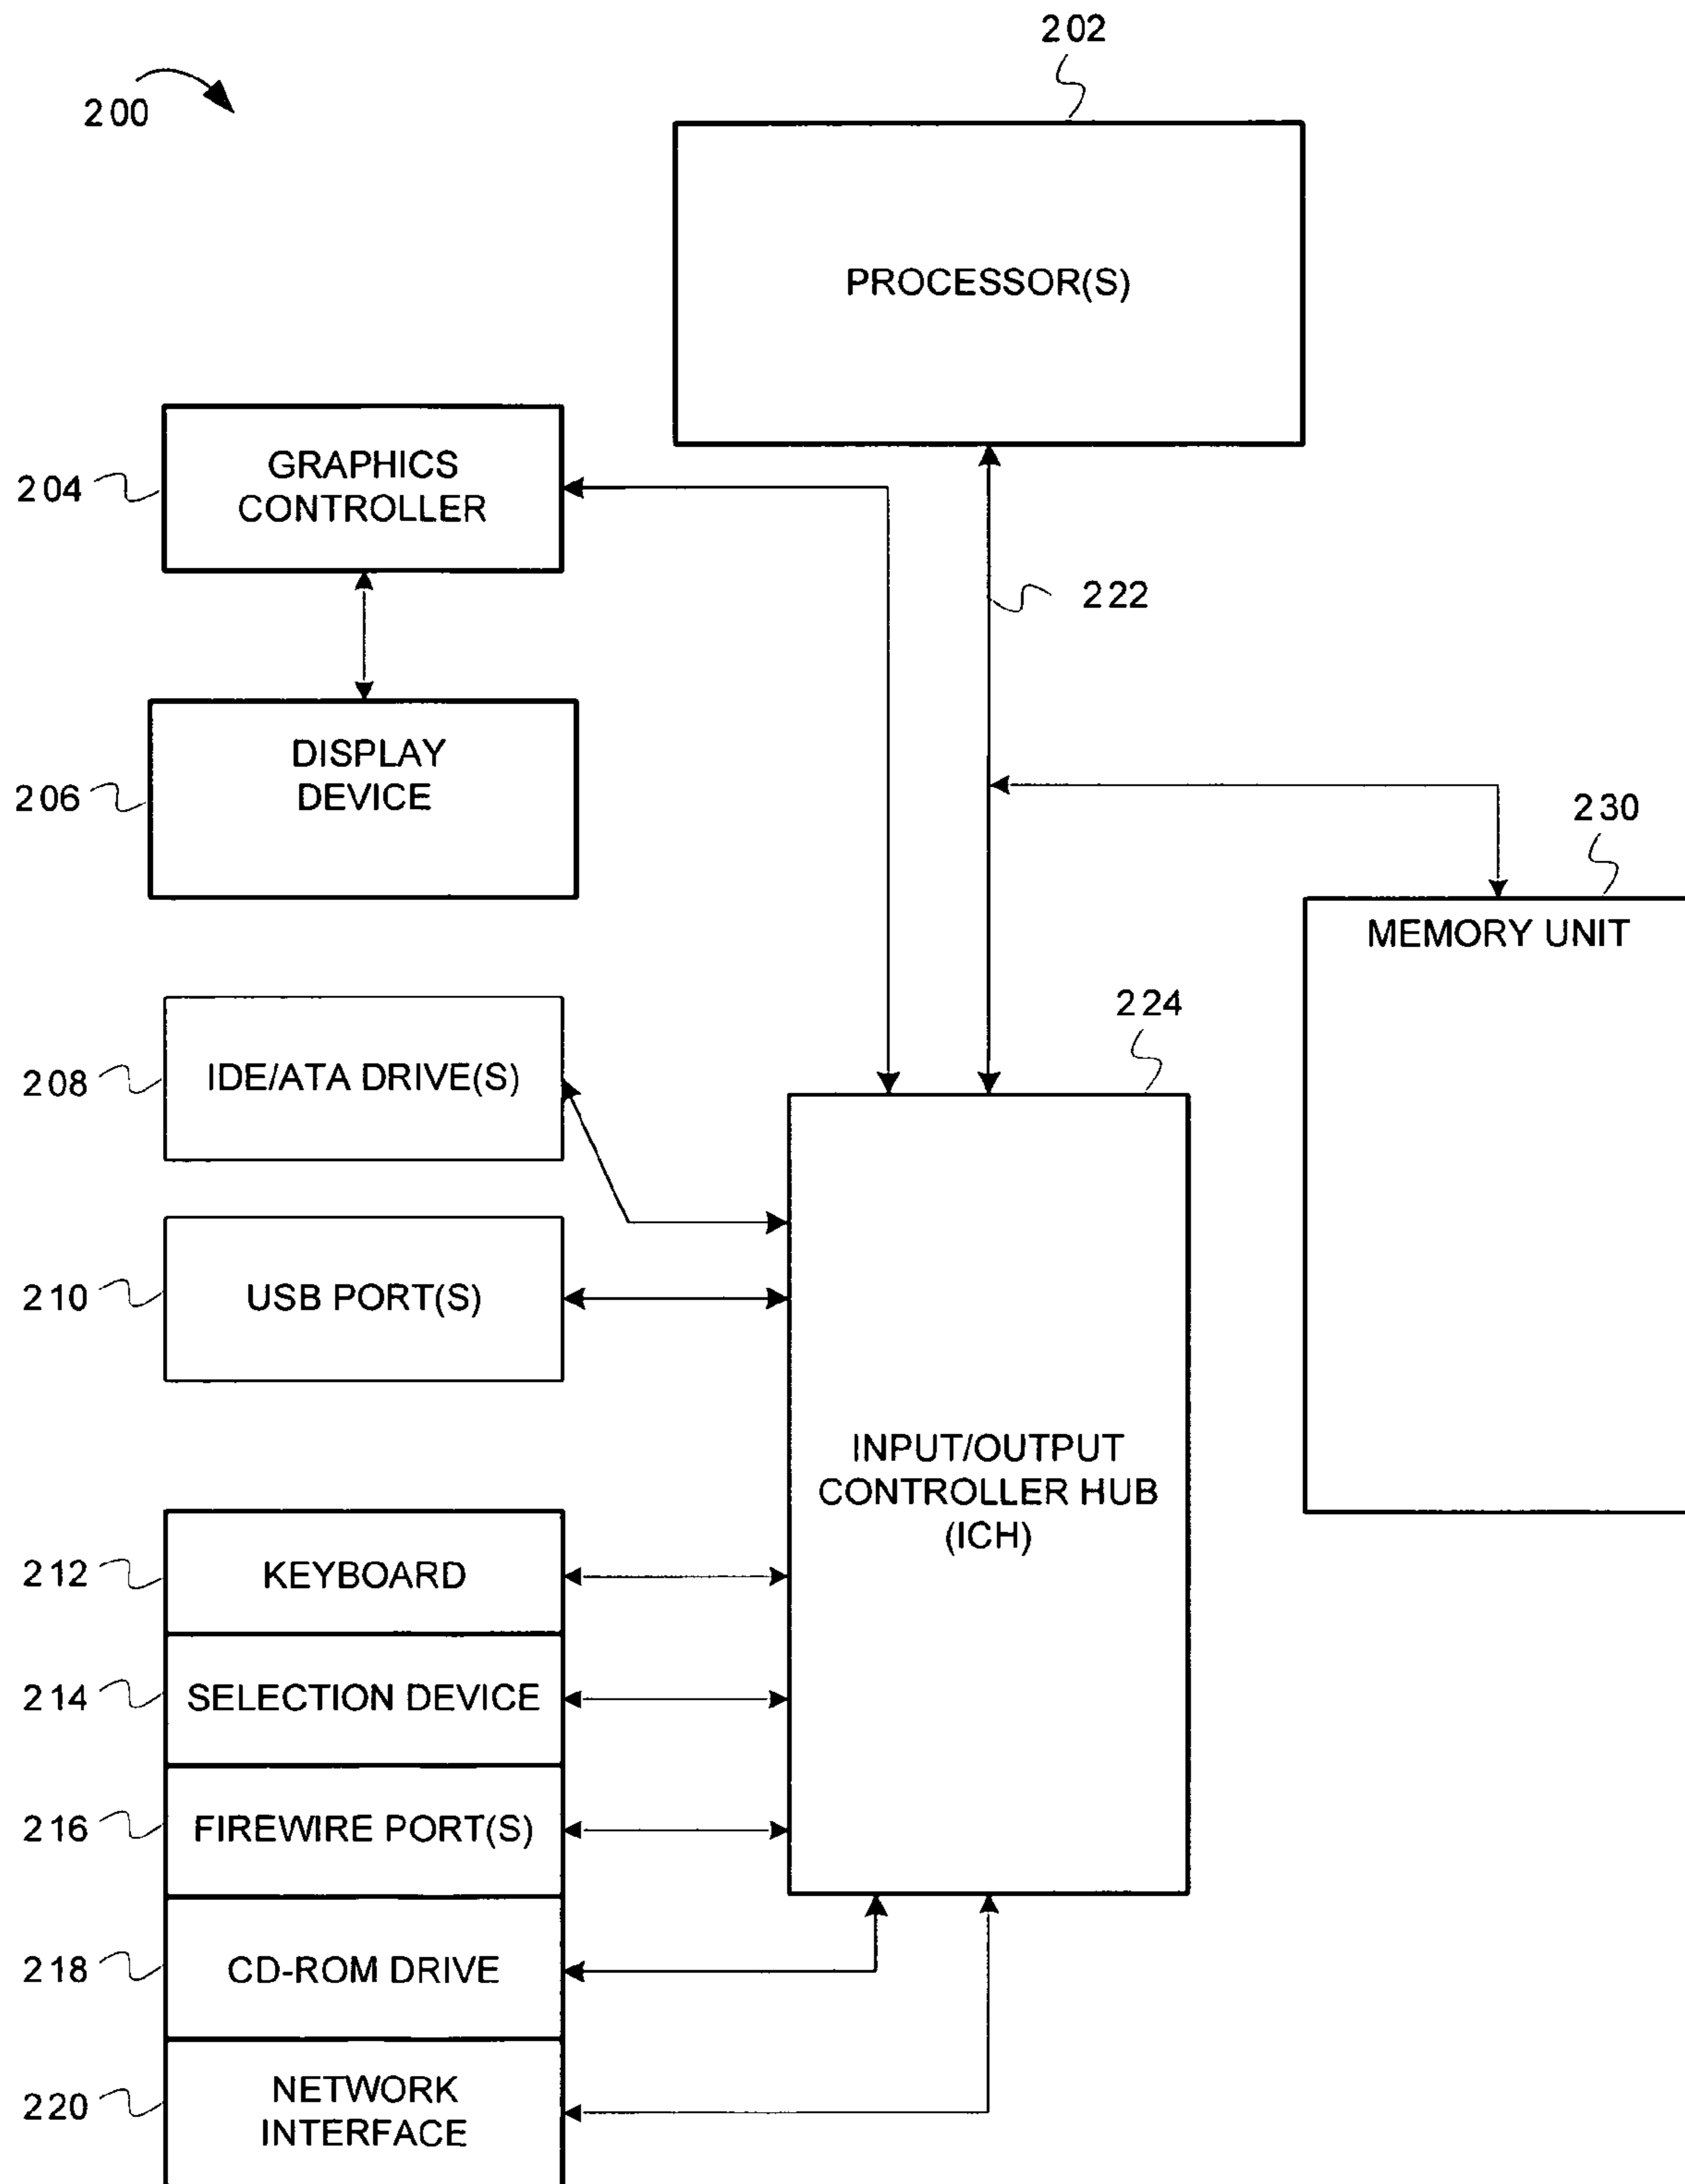 202
200
PROCESSOR(S)
GRAPHICS
CONTROLLER
204
222
DISPLAY
DEVICE
206
230
MEMORY UNIT
224
IDE/ATA DRIVE(S)
208
USB PORT(S)
210
INPUT/OUTPUT
CONTROLLER HUB
(ICH)
212
KEYBOARD
214
SELECTION DEVICE
216
FIREWIRE PORT(S)
218
CD-ROM DRIVE
220
NETWORK
INTERFACE